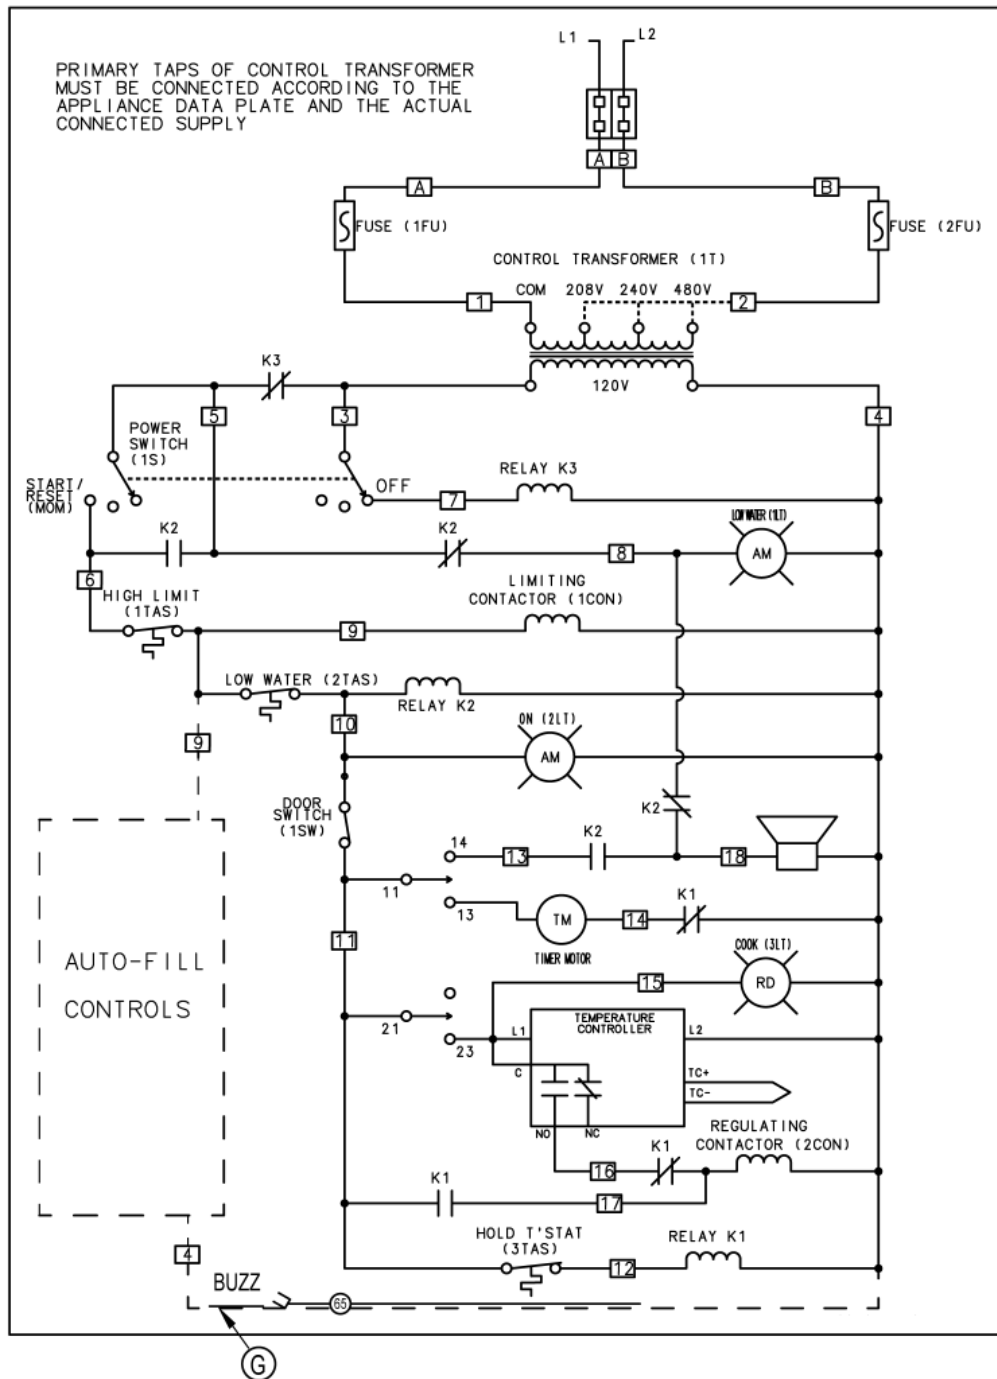 L1
L2
PRIMARY TAPS OF CONTROL TRANSFORMER
MUST BE CONNECTED ACCORDING TO THE
APPLIANCE DATA PLATE AND THE ACTUAL
CONNECTED SUPPLY
A
B
A
B
FUSE (1FU)
FUSE (2FU)
CONTROL TRANSFORMER (1T)
COM
208V
240V
480V
1
2
K3
120V
5
3
4
POWER
SWITCH
(1S)
START/
RESET
(MOM)
OFF
7
RELAY K3
K2
K2
8
LOW WATER (1LT)
AM
6
HIGH LIMIT
(1TAS)
LIMITING
CONTACTOR (1CON)
9
LOW WATER (2TAS)
RELAY K2
10
9
ON (2LT)
AM
DOOR
SWITCH
(1SW)
K2
14
13
K2
18
11
13
TM
14
K1
TIMER MOTOR
11
AUTO-FILL
CONTROLS
COOK (3LT)
15
RD
21
23
L1
TEMPERATURE
CONTROLLER
L2
C
TC+
TC-
NO
NC
REGULATING
CONTACTOR (2CON)
16
K1
K1
17
HOLD T'STAT
(3TAS)
12
RELAY K1
4
BUZZ
65
G